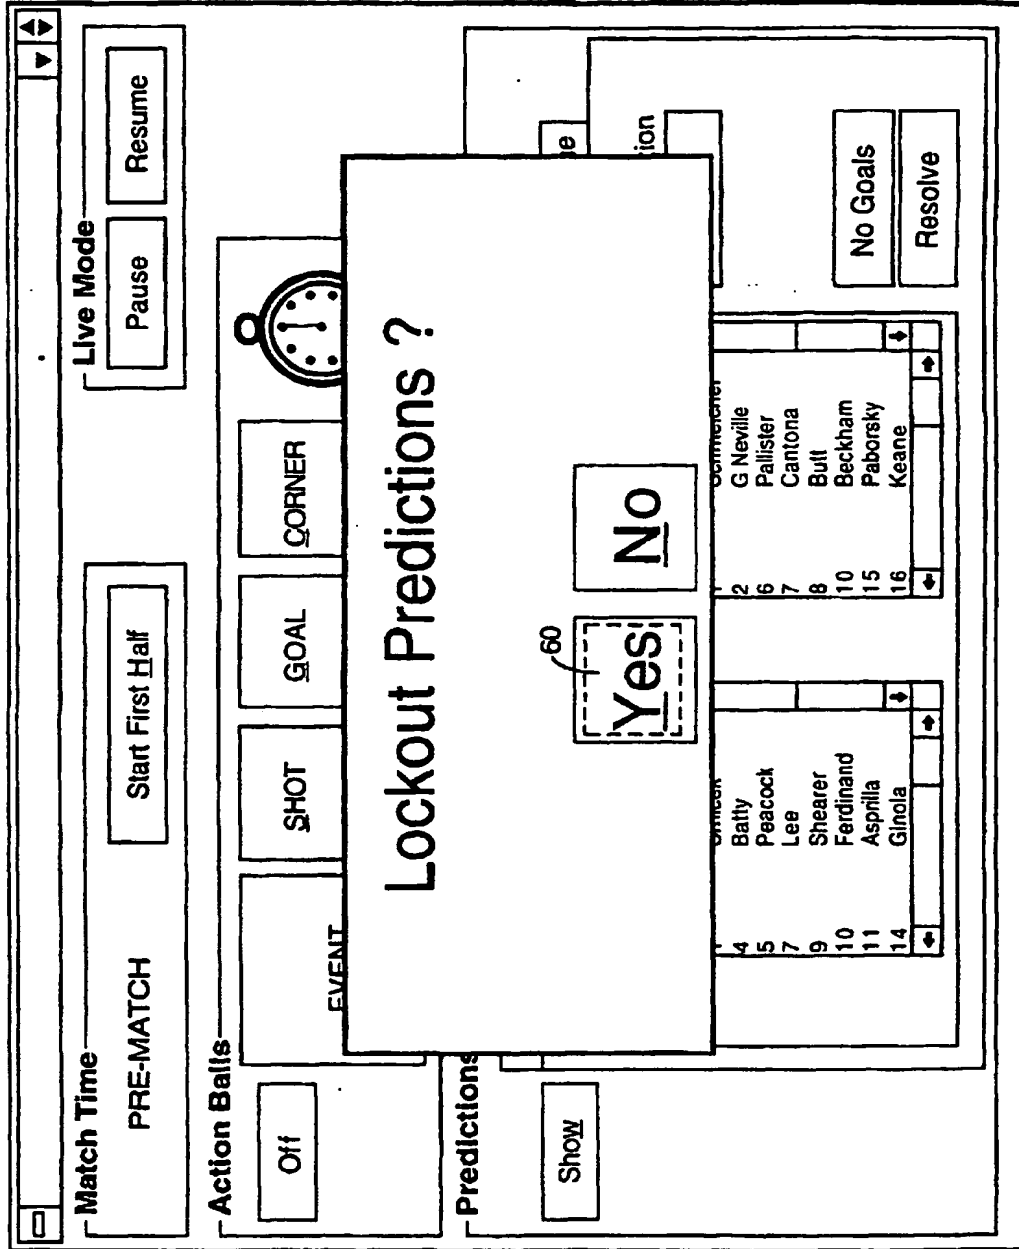 Match Time
PRE-MATCH
Start First Half
Live Mode
Pause
Resume
Action Balls
Off
EVENT
SHOT
GOAL
CORNER
Lockout Predictions ?
60
Yes
No
Predictions
Show
4 Batty
5 Peacock
7 Lee
9 Shearer
10 Ferdinand
11 Asprilla
14 Ginola
2 G Neville
6 Pallister
7 Cantona
8 Butt
10 Beckham
15 Paborsky
16 Keane
No Goals
Resolve